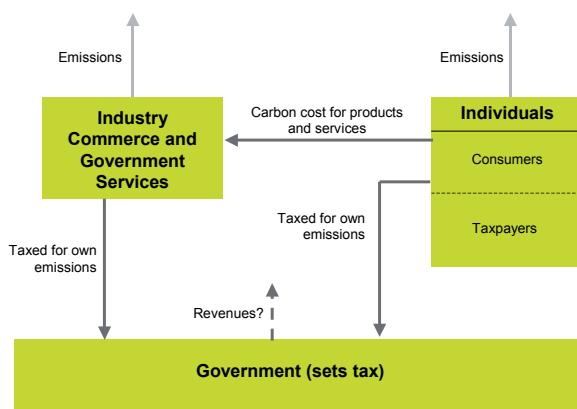 Emissions
Emissions
Industry
Commerce and
Government
Services
Carbon cost for products
and services
Individuals
Consumers
Taxpayers
Taxed for own
emissions
Taxed for own
emissions
Revenues?
Government (sets tax)